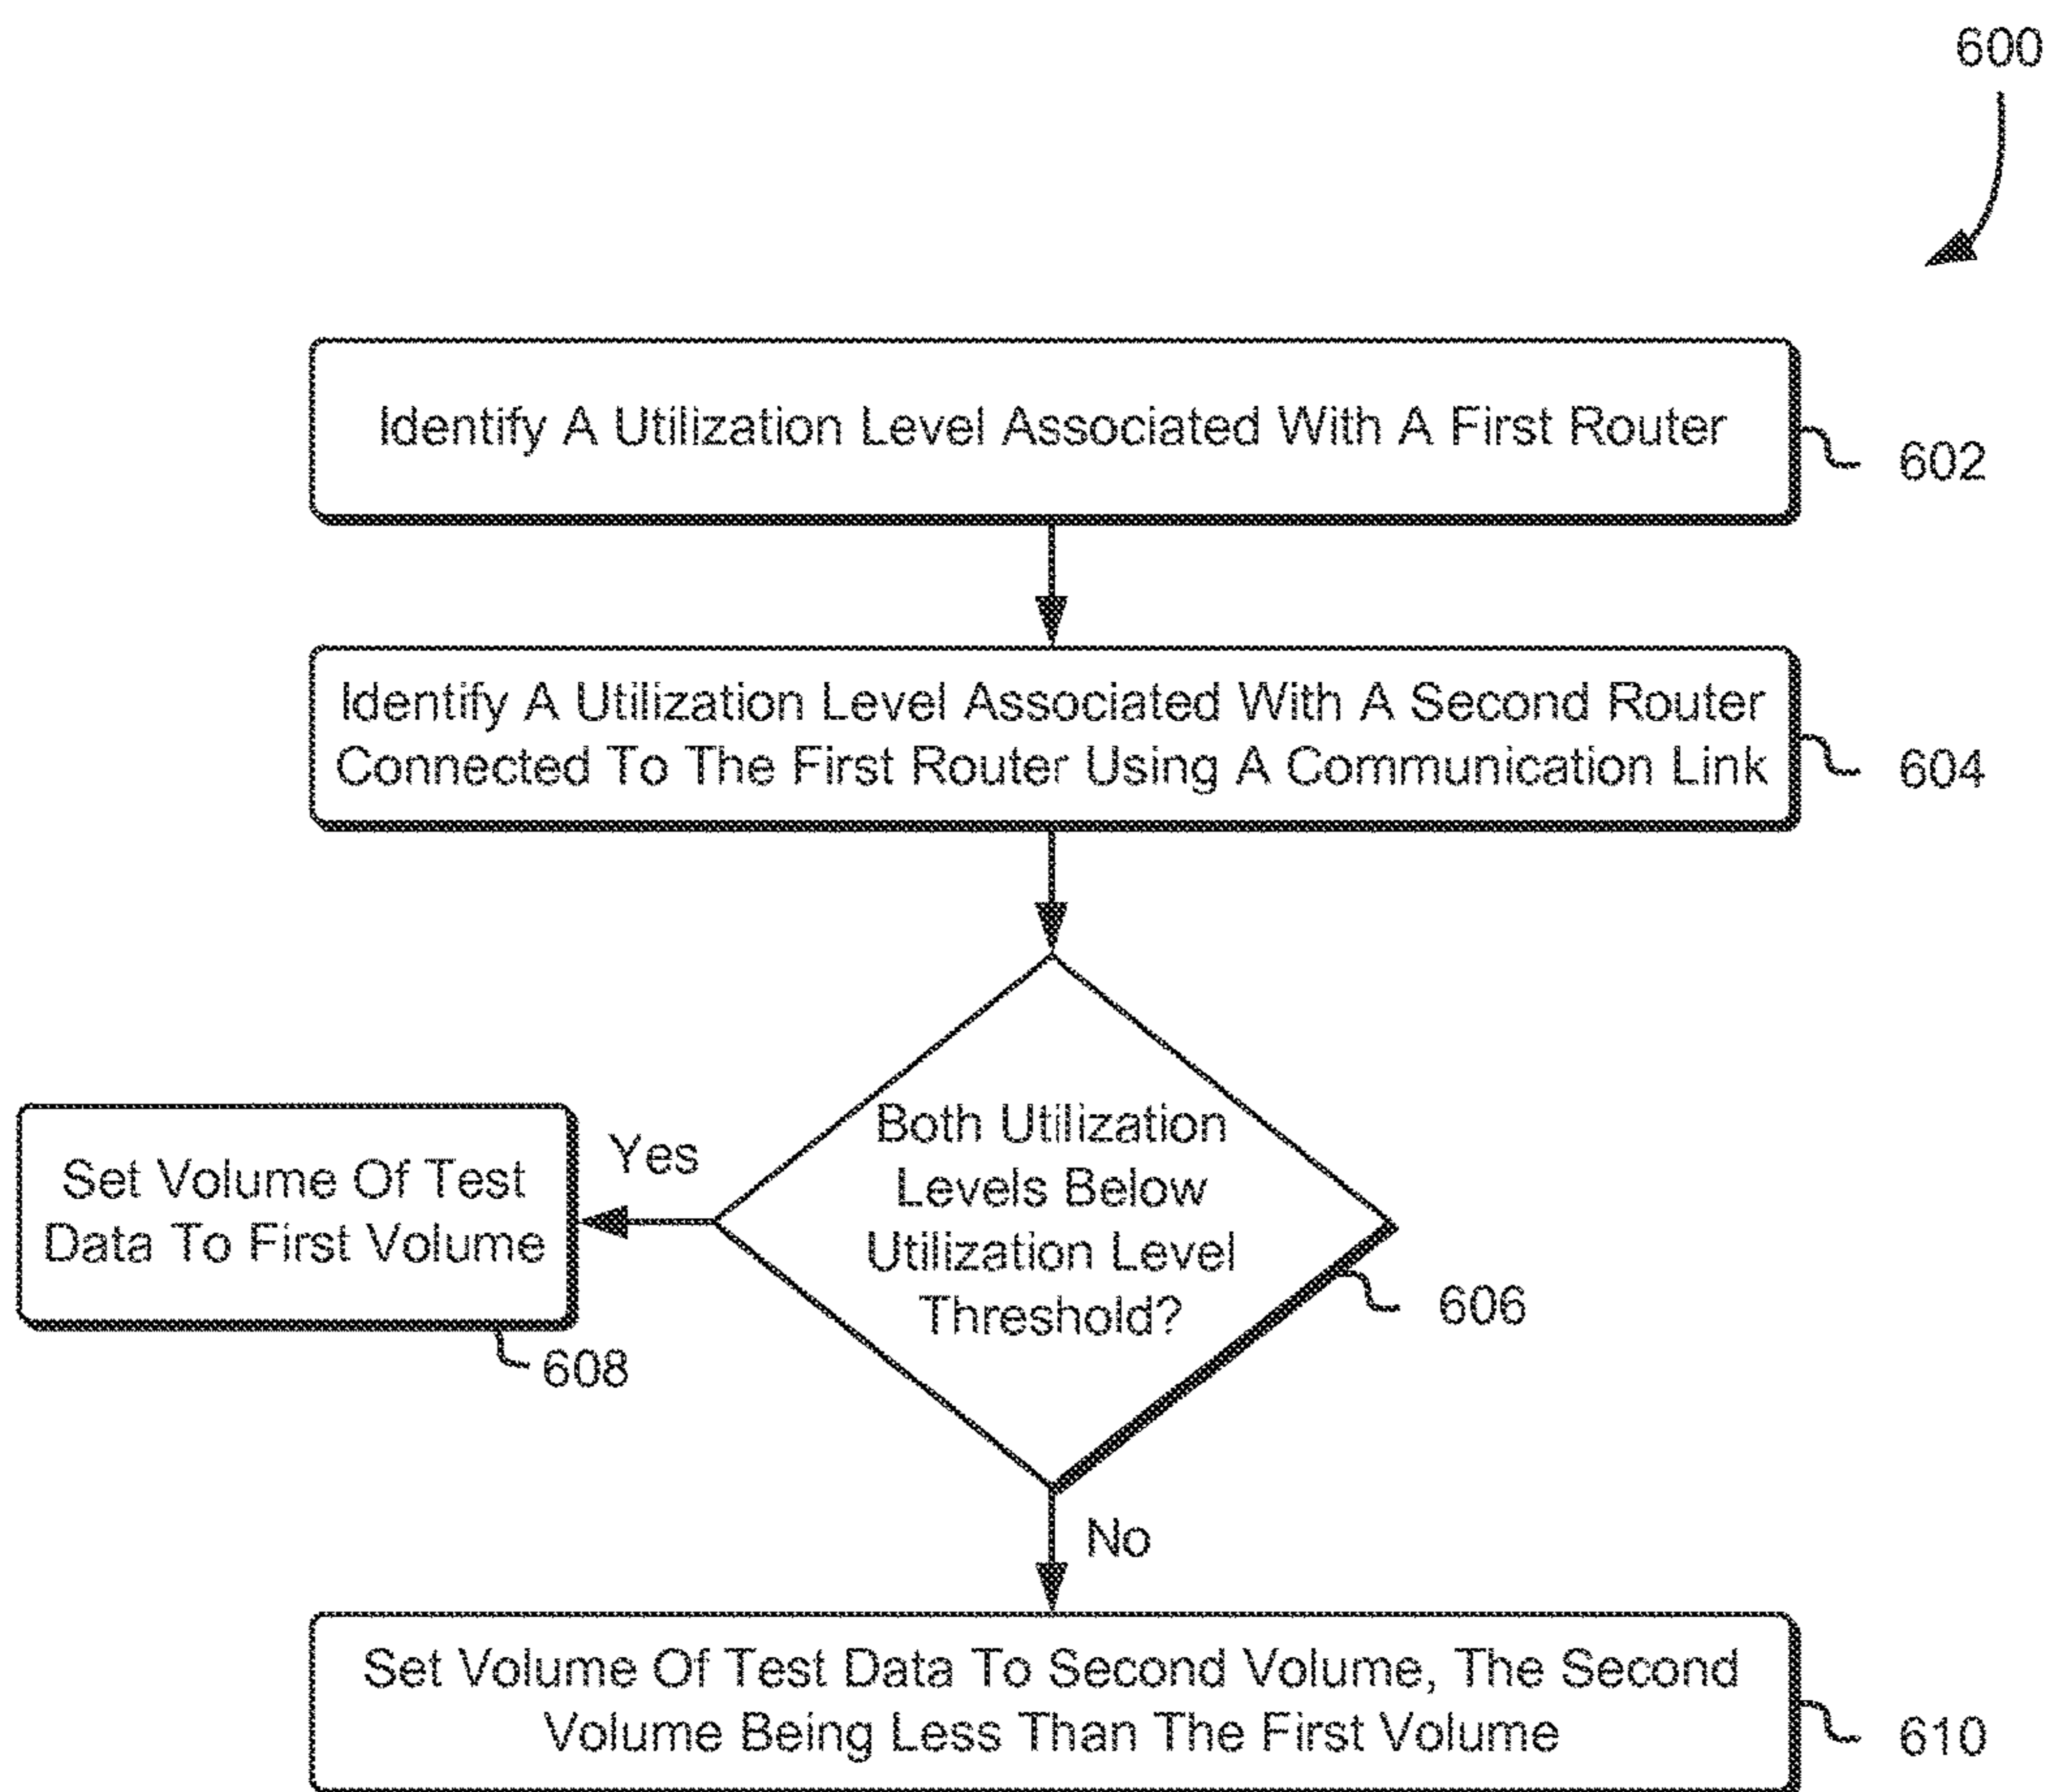 600
Identify A Utilization Level Associated With A First Router
602
Identify A Utilization Level Associated With A Second Router
Connected To The First Router Using A Communication Link
604
Both Utilization
Levels Below
Utilization Level
Threshold?
606
Yes
Set Volume Of Test
Data To First Volume
608
No
Set Volume Of Test Data To Second Volume, The Second
Volume Being Less Than The First Volume
610